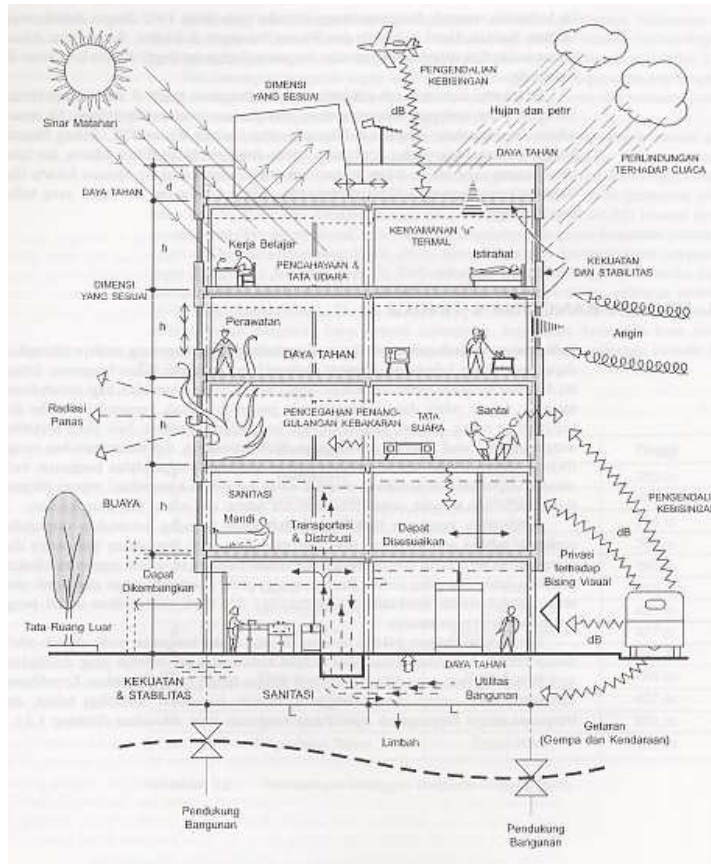 DIMENSI
YANG SESUAI
PENGENDALIAN
KEBISINGAN
dB
Hujan dan petir
Sinar Matahari
DAYA TAHAN
PERLINDUNGAN
TERHADAP CUACA
DAYA TAHAN
d
KENYAMANAN "u"
TERMAL
Kerja Belajar
Istirahat
h
PENCAHAYAAN &
TATA UDARA
KEKUATAN
DAN STABILITAS
DIMENSI
YANG SESUAI
h
Perawatan
DAYA TAHAN
Angin
Radiasi
Panas
h
PENCEGAHAN PENANG-
GULANGAN KEBAKARAN
TATA
SUARA
Santai
BUAYA
h
SANITASI
Mandi
Transportasi
& Distribusi
Dapat
Disesuaikan
PENGENDALI
KEBISINGAN
dB
Privasi
terhadap
Bising Visual
Dapat
Dikembangkan
Tata Ruang Luar
dB
KEKUATAN
& STABILITAS
SANITASI
DAYA TAHAN
Utilitas
Bangunan
L
L
Limbah
Getaran
(Gempa dan Kendaraan)
Pendukung
Bangunan
Pendukung
Bangunan